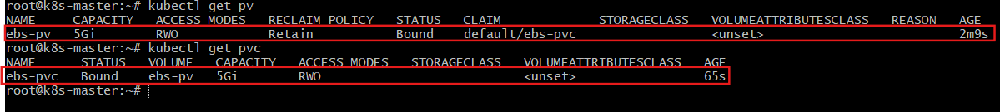 root@k8s-master:~# kubectl get pv
NAME CAPACITY ACCESS MODES RECLAIM POLICY STATUS CLAIM STORAGECLASS VOLUMEATTRIBUTESCLASS REASON AGE
ebs-pv 5Gi RWO Retain Bound default/ebs-pvc <unset> 2m9s
root@k8s-master:~# kubectl get pvc
NAME STATUS VOLUME CAPACITY ACCESS MODES STORAGECLASS VOLUMEATTRIBUTESCLASS AGE
ebs-pvc Bound ebs-pv 5Gi RWO <unset> 65s
root@k8s-master:~#